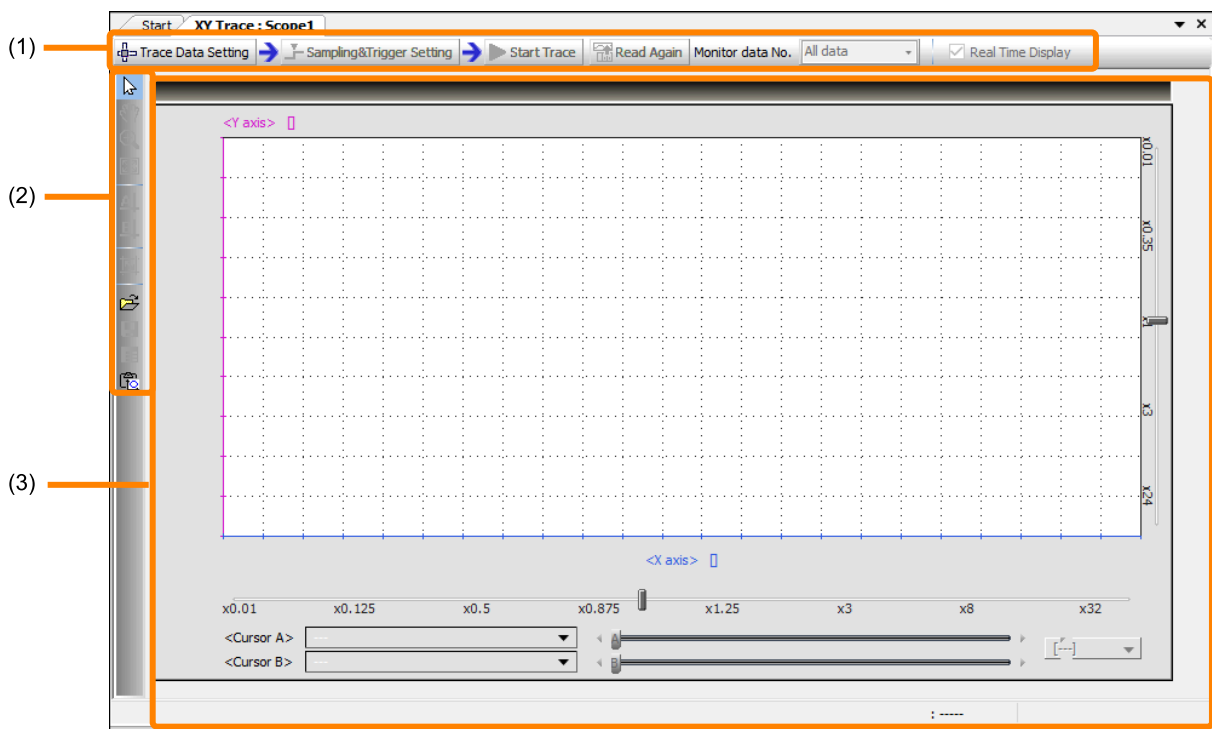 Start XY Trace : Scope1
(1)
Trace Data Setting Sampling&Trigger Setting Start Trace Read Again Monitor data No. All data Real Time Display
<Y axis> []
x0.01
(2)
x0.35
x1
x3
(3)
x24
<X axis> []
x0.01 x0.125 x0.5 x0.875 x1.25 x3 x8 x32
<Cursor A> --- A
[---]
<Cursor B> --- B
: -----